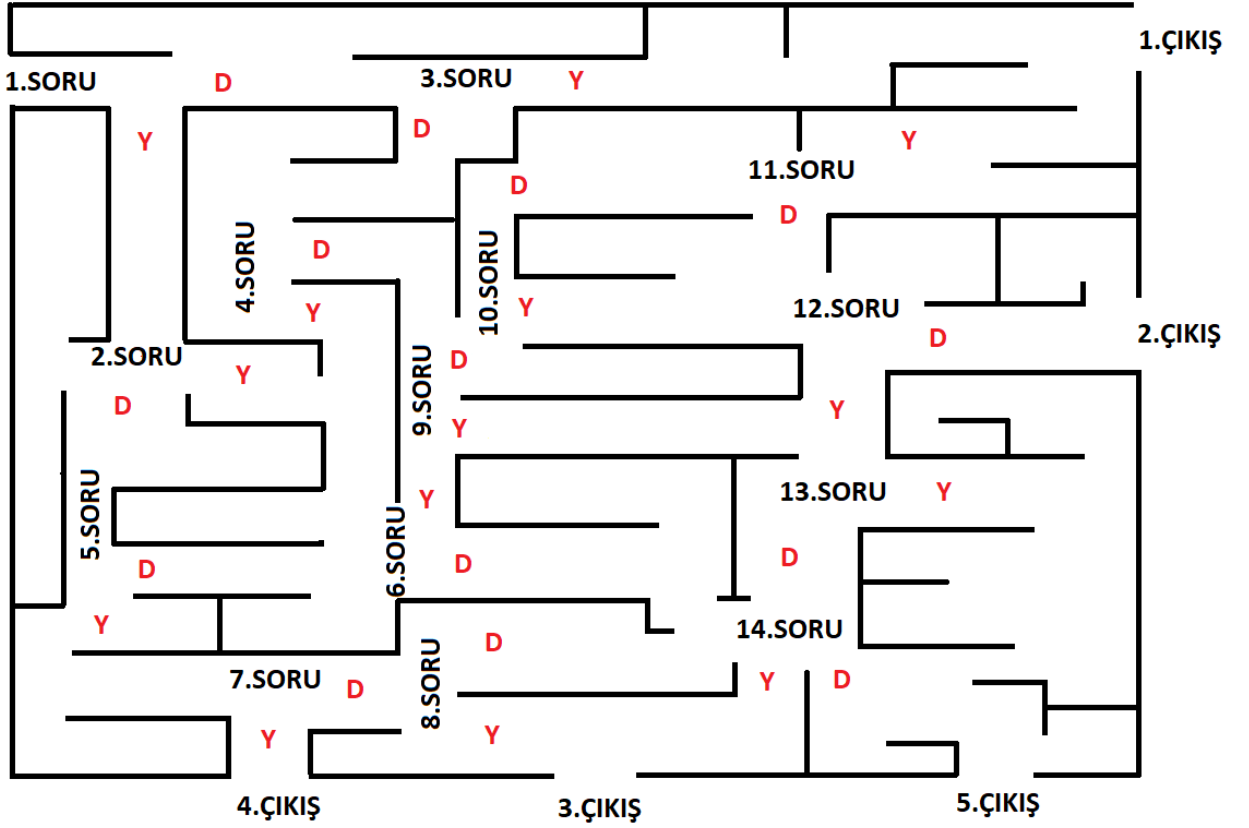 1.ÇIKIŞ
1.SORU
D
3.SORU
Y
Y
D
Y
11.SORU
D
D
4.SORU
D
10.SORU
Y
Y
12.SORU
D
2.ÇIKIŞ
2.SORU
Y
9.SORU
D
D
Y
Y
5.SORU
Y
13.SORU
Y
6.SORU
D
D
D
Y
14.SORU
D
8.SORU
7.SORU
D
Y
D
Y
Y
4.ÇIKIŞ
3.ÇIKIŞ
5.ÇIKIŞ